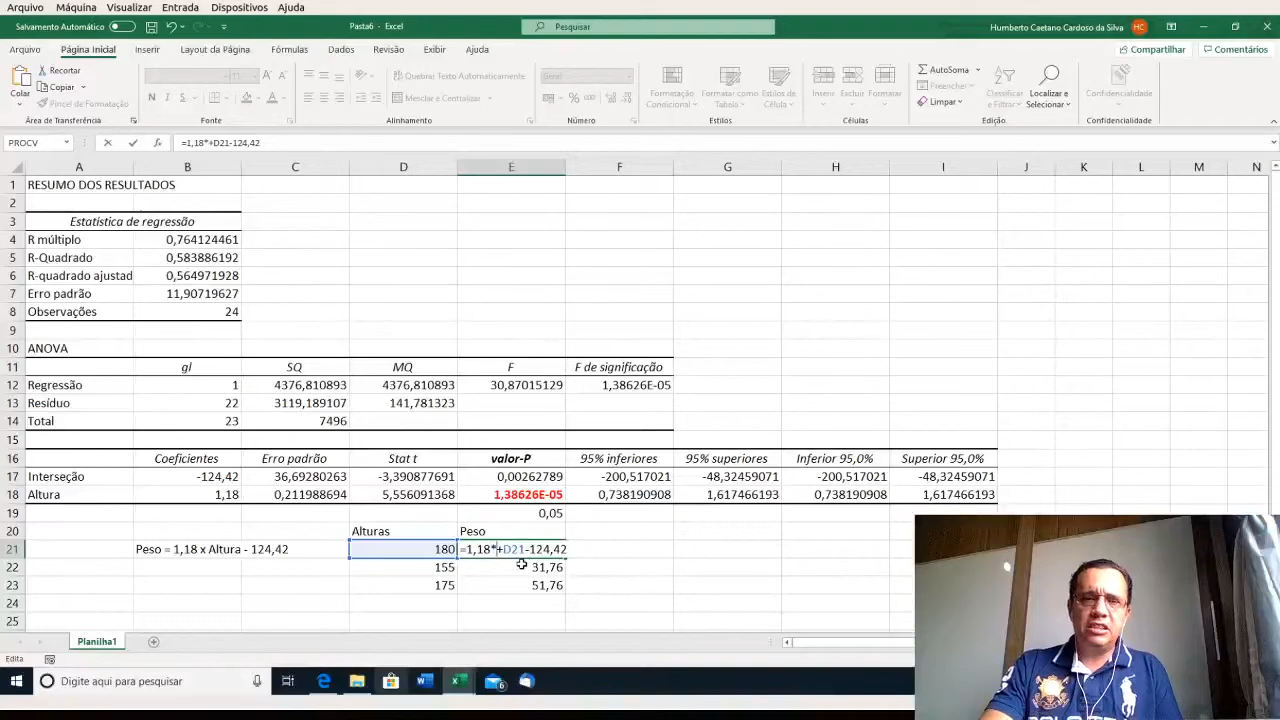 Arquivo Máquina Visualizar Entrada Dispositivos Ajuda
Salvamento Automático Pasta6 - Excel Pesquisar Humberto Caetano Cardoso da Silva HC
Arquivo Página Inicial Inserir Layout da Página Fórmulas Dados Revisão Exibir Ajuda Compartilhar Comentários
Colar Recortar Copiar Pincel de Formatação Área de Transferência
11 N I S Fonte
Quebrar Texto Automaticamente Mesclar e Centralizar Alinhamento
Geral % 000 Número
Formatação Condicional Formatar como Tabela Estilos de Célula Estilos
Inserir Excluir Formatar Células
AutoSoma Preencher Limpar Classificar e Filtrar Localizar e Selecionar Edição
Confidencialidade Confidencialidade
PROCV fx =1,18*+D21-124,42
A B C D E F G H I J K L M N
1 RESUMO DOS RESULTADOS
2
3 Estatística de regressão
4 R múltiplo 0,764124461
5 R-Quadrado 0,583886192
6 R-quadrado ajustad 0,564971928
7 Erro padrão 11,90719627
8 Observações 24
9
10 ANOVA
11 gl SQ MQ F F de significação
12 Regressão 1 4376,810893 4376,810893 30,87015129 1,38626E-05
13 Resíduo 22 3119,189107 141,781323
14 Total 23 7496
15
16 Coeficientes Erro padrão Stat t valor-P 95% inferiores 95% superiores Inferior 95,0% Superior 95,0%
17 Interseção -124,42 36,69280263 -3,390877691 0,00262789 -200,517021 -48,32459071 -200,517021 -48,32459071
18 Altura 1,18 0,211988694 5,556091368 1,38626E-05 0,738190908 1,617466193 0,738190908 1,617466193
19 0,05
20 Alturas Peso
21 Peso = 1,18 x Altura - 124,42 180 =1,18*+D21-124,42
22 155 31,76
23 175 51,76
24
25
Planilha1
Edita
Digite aqui para pesquisar 6